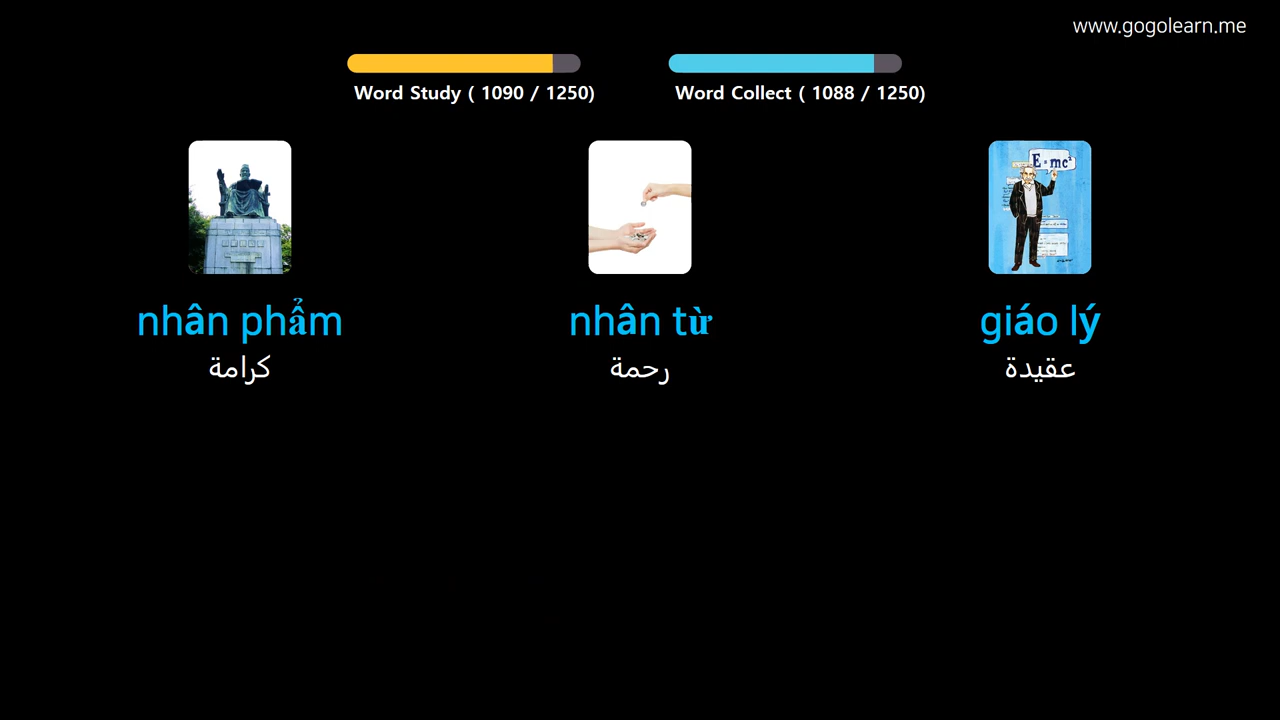 www.gogolearn.me
Word Study ( 1090 / 1250)
Word Collect ( 1088 / 1250)
E=mc²
nhân phẩm
nhân từ
giáo lý
كرامة
رحمة
عقيدة